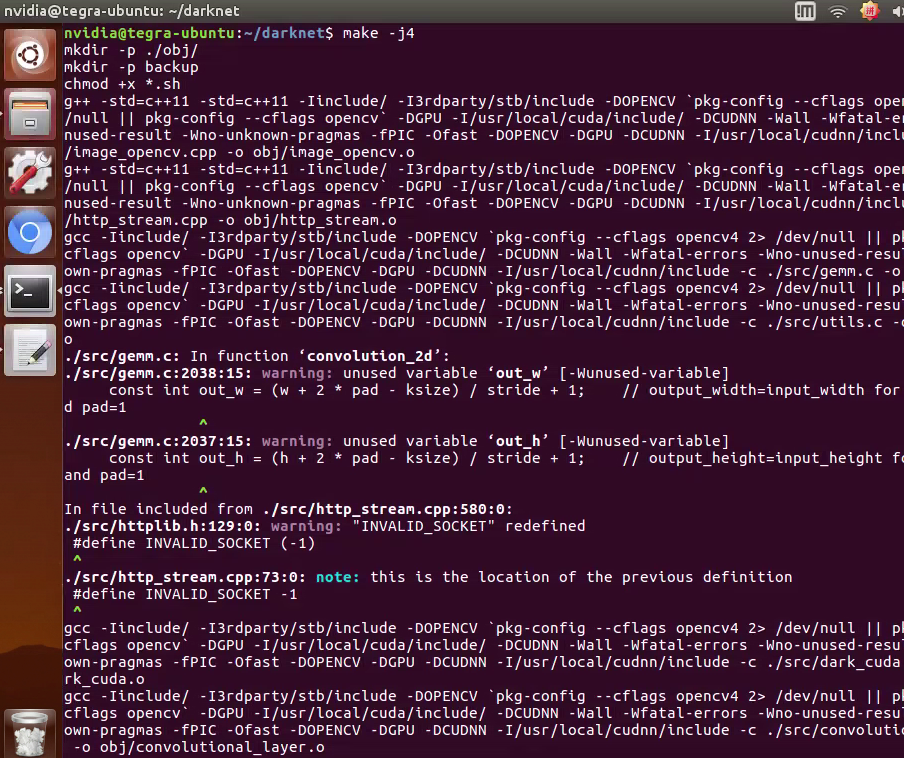 nvidia@tegra-ubuntu: ~/darknet
nvidia@tegra-ubuntu:~/darknet$ make -j4
mkdir -p ./obj/
mkdir -p backup
chmod +x *.sh
g++ -std=c++11 -std=c++11 -Iinclude/ -I3rdparty/stb/include -DOPENCV `pkg-config --cflags open
/null || pkg-config --cflags opencv` -DGPU -I/usr/local/cuda/include/ -DCUDNN -Wall -Wfatal-er
nused-result -Wno-unknown-pragmas -fPIC -Ofast -DOPENCV -DGPU -DCUDNN -I/usr/local/cudnn/inclu
/image_opencv.cpp -o obj/image_opencv.o
g++ -std=c++11 -std=c++11 -Iinclude/ -I3rdparty/stb/include -DOPENCV `pkg-config --cflags open
/null || pkg-config --cflags opencv` -DGPU -I/usr/local/cuda/include/ -DCUDNN -Wall -Wfatal-er
nused-result -Wno-unknown-pragmas -fPIC -Ofast -DOPENCV -DGPU -DCUDNN -I/usr/local/cudnn/inclu
/http_stream.cpp -o obj/http_stream.o
gcc -Iinclude/ -I3rdparty/stb/include -DOPENCV `pkg-config --cflags opencv4 2> /dev/null || pk
cflags opencv` -DGPU -I/usr/local/cuda/include/ -DCUDNN -Wall -Wfatal-errors -Wno-unused-resul
own-pragmas -fPIC -Ofast -DOPENCV -DGPU -DCUDNN -I/usr/local/cudnn/include -c ./src/gemm.c -o
gcc -Iinclude/ -I3rdparty/stb/include -DOPENCV `pkg-config --cflags opencv4 2> /dev/null || pk
cflags opencv` -DGPU -I/usr/local/cuda/include/ -DCUDNN -Wall -Wfatal-errors -Wno-unused-resul
own-pragmas -fPIC -Ofast -DOPENCV -DGPU -DCUDNN -I/usr/local/cudnn/include -c ./src/utils.c -o
o
./src/gemm.c: In function ‘convolution_2d’:
./src/gemm.c:2038:15: warning: unused variable ‘out_w’ [-Wunused-variable]
     const int out_w = (w + 2 * pad - ksize) / stride + 1;    // output_width=input_width for
d pad=1
               ^
./src/gemm.c:2037:15: warning: unused variable ‘out_h’ [-Wunused-variable]
     const int out_h = (h + 2 * pad - ksize) / stride + 1;    // output_height=input_height fo
and pad=1
               ^
In file included from ./src/http_stream.cpp:580:0:
./src/httplib.h:129:0: warning: "INVALID_SOCKET" redefined
 #define INVALID_SOCKET (-1)
 ^
./src/http_stream.cpp:73:0: note: this is the location of the previous definition
 #define INVALID_SOCKET -1
 ^
gcc -Iinclude/ -I3rdparty/stb/include -DOPENCV `pkg-config --cflags opencv4 2> /dev/null || pk
cflags opencv` -DGPU -I/usr/local/cuda/include/ -DCUDNN -Wall -Wfatal-errors -Wno-unused-resul
own-pragmas -fPIC -Ofast -DOPENCV -DGPU -DCUDNN -I/usr/local/cudnn/include -c ./src/dark_cuda
rk_cuda.o
gcc -Iinclude/ -I3rdparty/stb/include -DOPENCV `pkg-config --cflags opencv4 2> /dev/null || pk
cflags opencv` -DGPU -I/usr/local/cuda/include/ -DCUDNN -Wall -Wfatal-errors -Wno-unused-resul
own-pragmas -fPIC -Ofast -DOPENCV -DGPU -DCUDNN -I/usr/local/cudnn/include -c ./src/convolutio
 -o obj/convolutional_layer.o